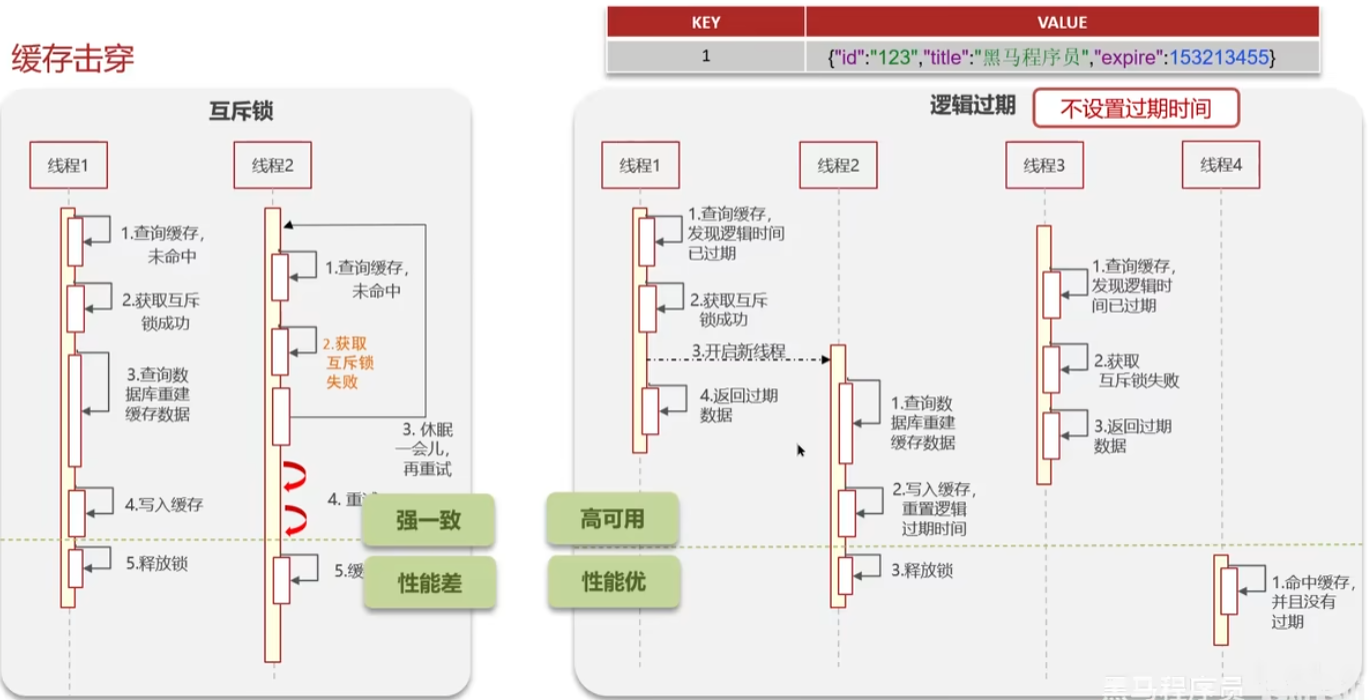 缓存击穿
KEY VALUE
1 {"id":"123","title":"黑马程序员","expire":153213455}
互斥锁
线程1
线程2
1.查询缓存，
未命中
2.获取互斥
锁成功
3.查询数
据库重建
缓存数据
4.写入缓存
5.释放锁
1.查询缓存，
未命中
2.获取
互斥锁
失败
3. 休眠
一会儿，
再重试
4. 重
5.缓
强一致
性能差
逻辑过期
不设置过期时间
线程1
线程2
线程3
线程4
1.查询缓存，
发现逻辑时间
已过期
2.获取互斥
锁成功
3.开启新线程
4.返回过期
数据
1.查询数
据库重建
缓存数据
2.写入缓存，
重置逻辑
过期时间
3.释放锁
1.查询缓存，
发现逻辑时
间已过期
2.获取
互斥锁失败
3.返回过期
数据
1.命中缓存，
并且没有
过期
高可用
性能优
黑马程序员